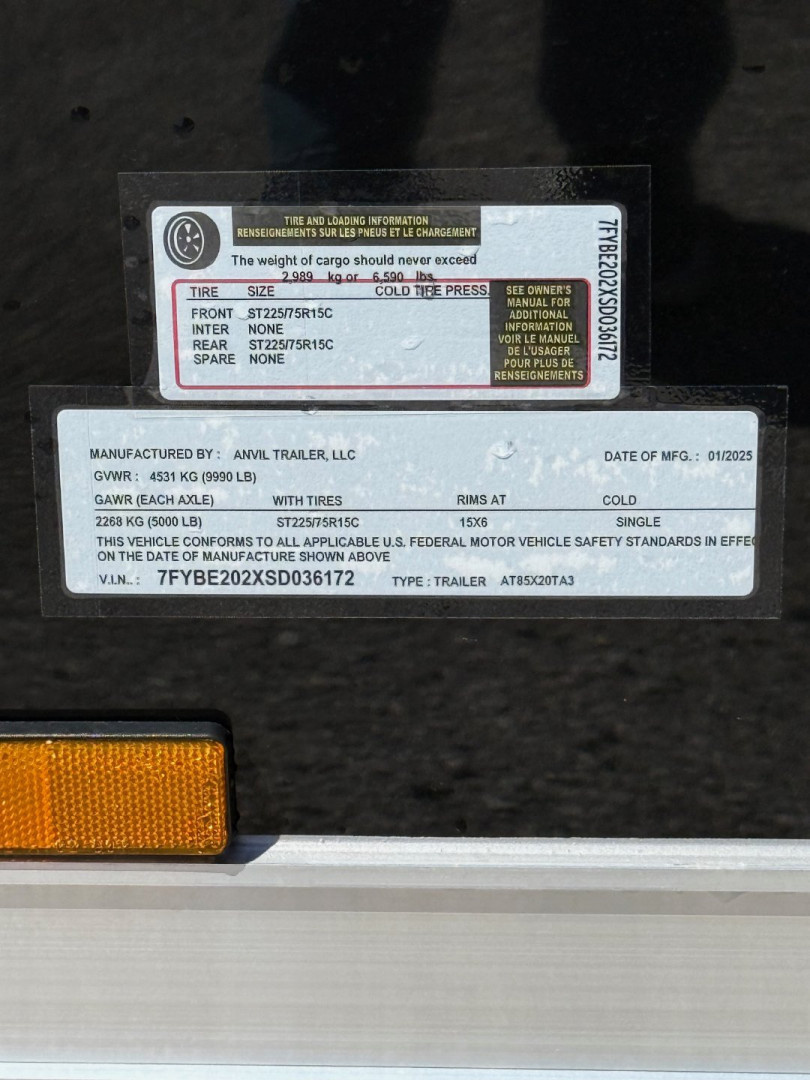 TIRE AND LOADING INFORMATION
RENSEIGNEMENTS SUR LES PNEUS ET LE CHARGEMENT
The weight of cargo should never exceed
2,989 kg or 6,590 lbs
TIRE SIZE COLD TIRE PRESS.
FRONT ST225/75R15C
INTER NONE
REAR ST225/75R15C
SPARE NONE
SEE OWNER'S
MANUAL FOR
ADDITIONAL
INFORMATION
VOIR LE MANUEL
DE L'USAGER
POUR PLUS DE
RENSEIGNEMENTS
7FYBE202XSD036172
MANUFACTURED BY : ANVIL TRAILER, LLC DATE OF MFG. : 01/2025
GVWR : 4531 KG (9990 LB)
GAWR (EACH AXLE) WITH TIRES RIMS AT COLD
2268 KG (5000 LB) ST225/75R15C 15X6 SINGLE
THIS VEHICLE CONFORMS TO ALL APPLICABLE U.S. FEDERAL MOTOR VEHICLE SAFETY STANDARDS IN EFFEC
ON THE DATE OF MANUFACTURE SHOWN ABOVE
V.I.N.. : 7FYBE202XSD036172 TYPE : TRAILER AT85X20TA3